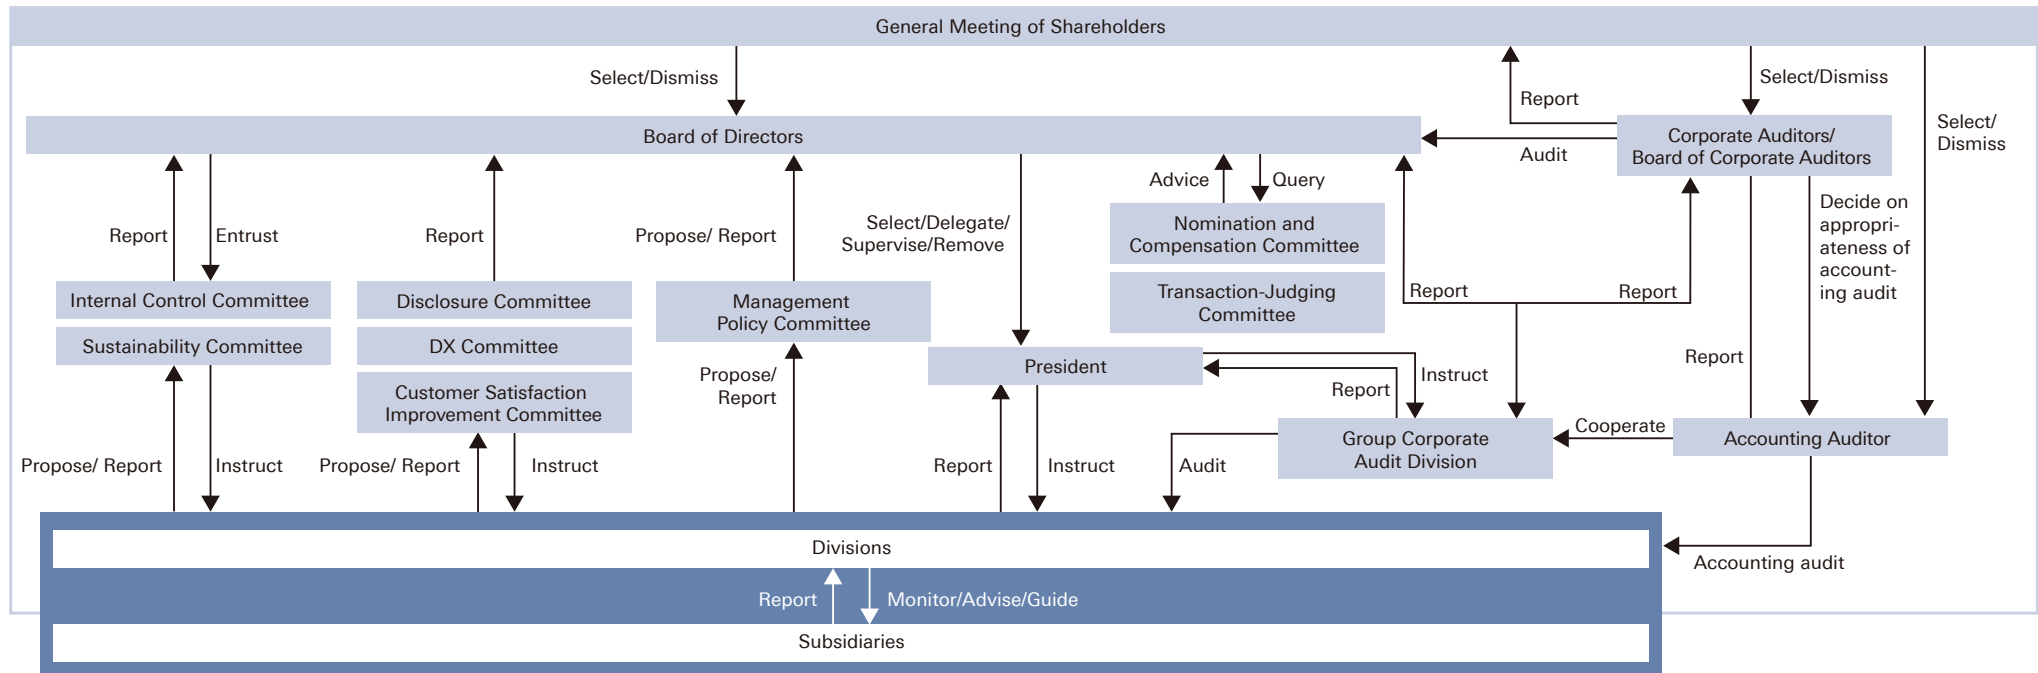 General Meeting of Shareholders
Select/Dismiss
Report
Select/Dismiss
Select/
Dismiss
Board of Directors
Audit
Corporate Auditors/
Board of Corporate Auditors
Report
Entrust
Report
Propose/ Report
Select/Delegate/
Supervise/Remove
Advice
Query
Nomination and
Compensation Committee
Transaction-Judging
Committee
Report
Report
Decide on
appropri-
ateness of
account-
ing audit
Internal Control Committee
Sustainability Committee
Disclosure Committee
DX Committee
Customer Satisfaction
Improvement Committee
Management
Policy Committee
Propose/
Report
President
Report
Instruct
Report
Group Corporate
Audit Division
Cooperate
Accounting Auditor
Propose/ Report
Instruct
Propose/ Report
Instruct
Report
Instruct
Audit
Accounting audit
Divisions
Report
Monitor/Advise/Guide
Subsidiaries